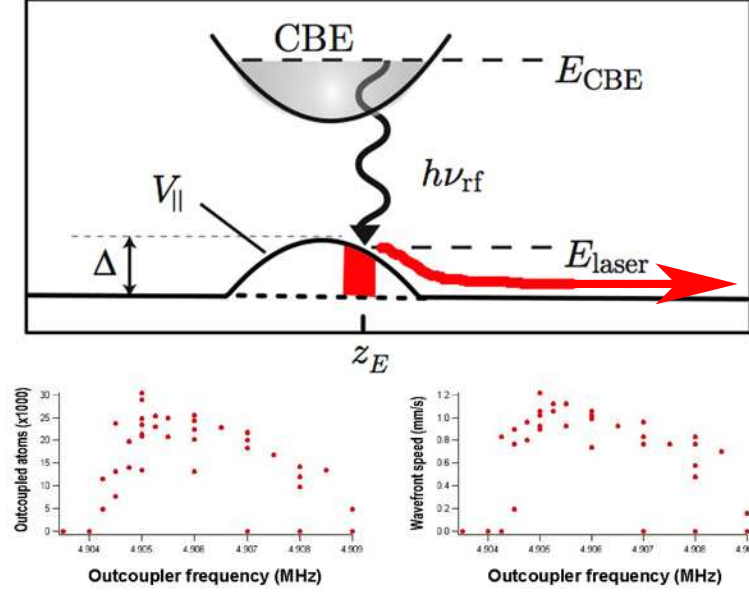 CBE
E_CBE
hν_rf
V_||
Δ
E_laser
z_E
Outcoupled atoms (x1000)
30
25
20
15
10
5
0
4.904
4.905
4.906
4.907
4.908
4.909
Outcoupler frequency (MHz)
Wavefront speed (mm/s)
1.2
1.0
0.8
0.6
0.4
0.2
0.0
4.904
4.905
4.906
4.907
4.908
Outcoupler frequency (MHz)